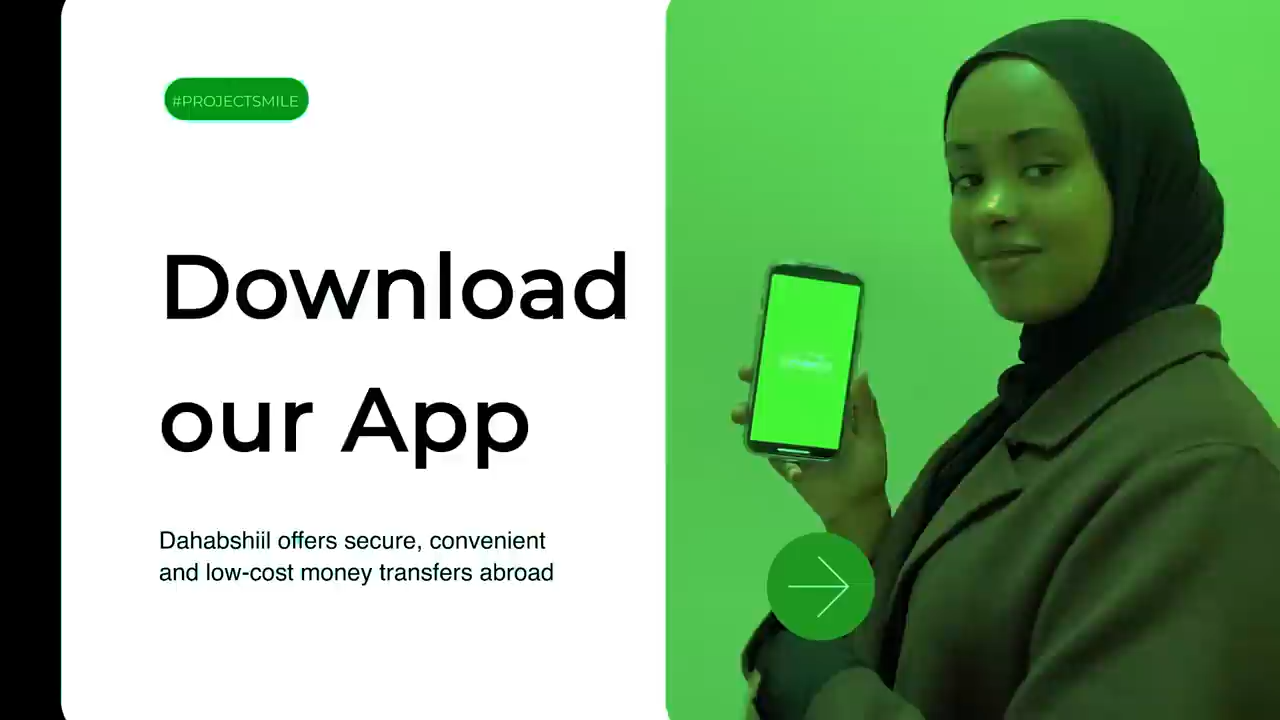 #PROJECTSMILE
Download
our App
Dahabshiil offers secure, convenient
and low-cost money transfers abroad